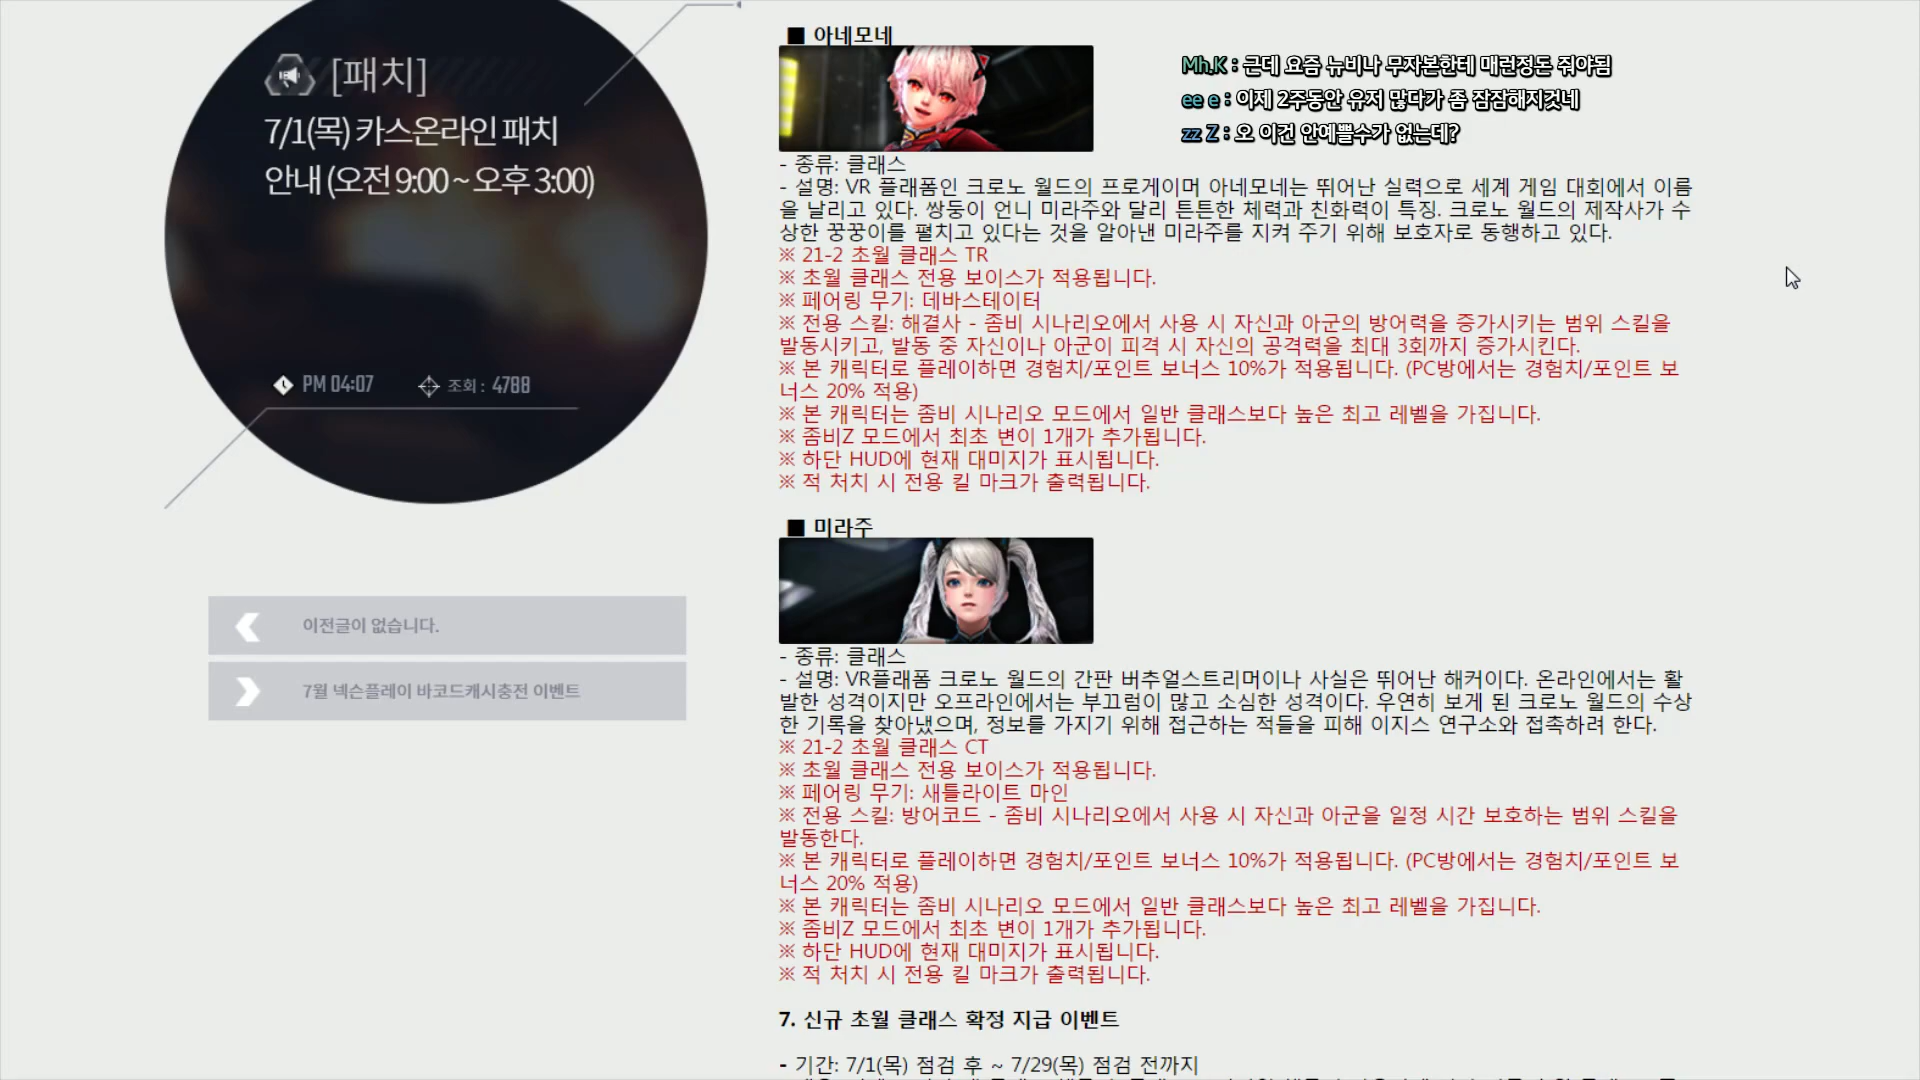 [패치]
7/1(목) 카스온라인 패치
안내 (오전 9:00 ~ 오후 3:00)
PM 04:07
조회 : 4788
이전글이 없습니다.
7월 넥슨플레이 바코드캐시충전 이벤트
■ 아네모네
Mh,K : 근데 요즘 뉴비나 무자본한테 매런정돈 줘야됨
ee e : 이제 2주동안 유저 많다가 좀 잠잠해지것네
zz Z : 오 이건 안예쁠수가 없는데?
- 종류: 클래스
- 설명: VR 플래폼인 크로노 월드의 프로게이머 아네모네는 뛰어난 실력으로 세계 게임 대회에서 이름
을 날리고 있다. 쌍둥이 언니 미라주와 달리 튼튼한 체력과 친화력이 특징. 크로노 월드의 제작사가 수
상한 꿍꿍이를 펼치고 있다는 것을 알아낸 미라주를 지켜 주기 위해 보호자로 동행하고 있다.
※ 21-2 초월 클래스 TR
※ 초월 클래스 전용 보이스가 적용됩니다.
※ 페어링 무기: 데바스테이터
※ 전용 스킬: 해결사 - 좀비 시나리오에서 사용 시 자신과 아군의 방어력을 증가시키는 범위 스킬을
발동시키고, 발동 중 자신이나 아군이 피격 시 자신의 공격력을 최대 3회까지 증가시킨다.
※ 본 캐릭터로 플레이하면 경험치/포인트 보너스 10%가 적용됩니다. (PC방에서는 경험치/포인트 보
너스 20% 적용)
※ 본 캐릭터는 좀비 시나리오 모드에서 일반 클래스보다 높은 최고 레벨을 가집니다.
※ 좀비Z 모드에서 최초 변이 1개가 추가됩니다.
※ 하단 HUD에 현재 대미지가 표시됩니다.
※ 적 처치 시 전용 킬 마크가 출력됩니다.
■ 미라주
- 종류: 클래스
- 설명: VR플래폼 크로노 월드의 간판 버추얼스트리머이나 사실은 뛰어난 해커이다. 온라인에서는 활
발한 성격이지만 오프라인에서는 부끄럼이 많고 소심한 성격이다. 우연히 보게 된 크로노 월드의 수상
한 기록을 찾아냈으며, 정보를 가지기 위해 접근하는 적들을 피해 이지스 연구소와 접촉하려 한다.
※ 21-2 초월 클래스 CT
※ 초월 클래스 전용 보이스가 적용됩니다.
※ 페어링 무기: 새틀라이트 마인
※ 전용 스킬: 방어코드 - 좀비 시나리오에서 사용 시 자신과 아군을 일정 시간 보호하는 범위 스킬을
발동한다.
※ 본 캐릭터로 플레이하면 경험치/포인트 보너스 10%가 적용됩니다. (PC방에서는 경험치/포인트 보
너스 20% 적용)
※ 본 캐릭터는 좀비 시나리오 모드에서 일반 클래스보다 높은 최고 레벨을 가집니다.
※ 좀비Z 모드에서 최초 변이 1개가 추가됩니다.
※ 하단 HUD에 현재 대미지가 표시됩니다.
※ 적 처치 시 전용 킬 마크가 출력됩니다.
7. 신규 초월 클래스 확정 지급 이벤트
- 기간: 7/1(목) 점검 후 ~ 7/29(목) 점검 전까지